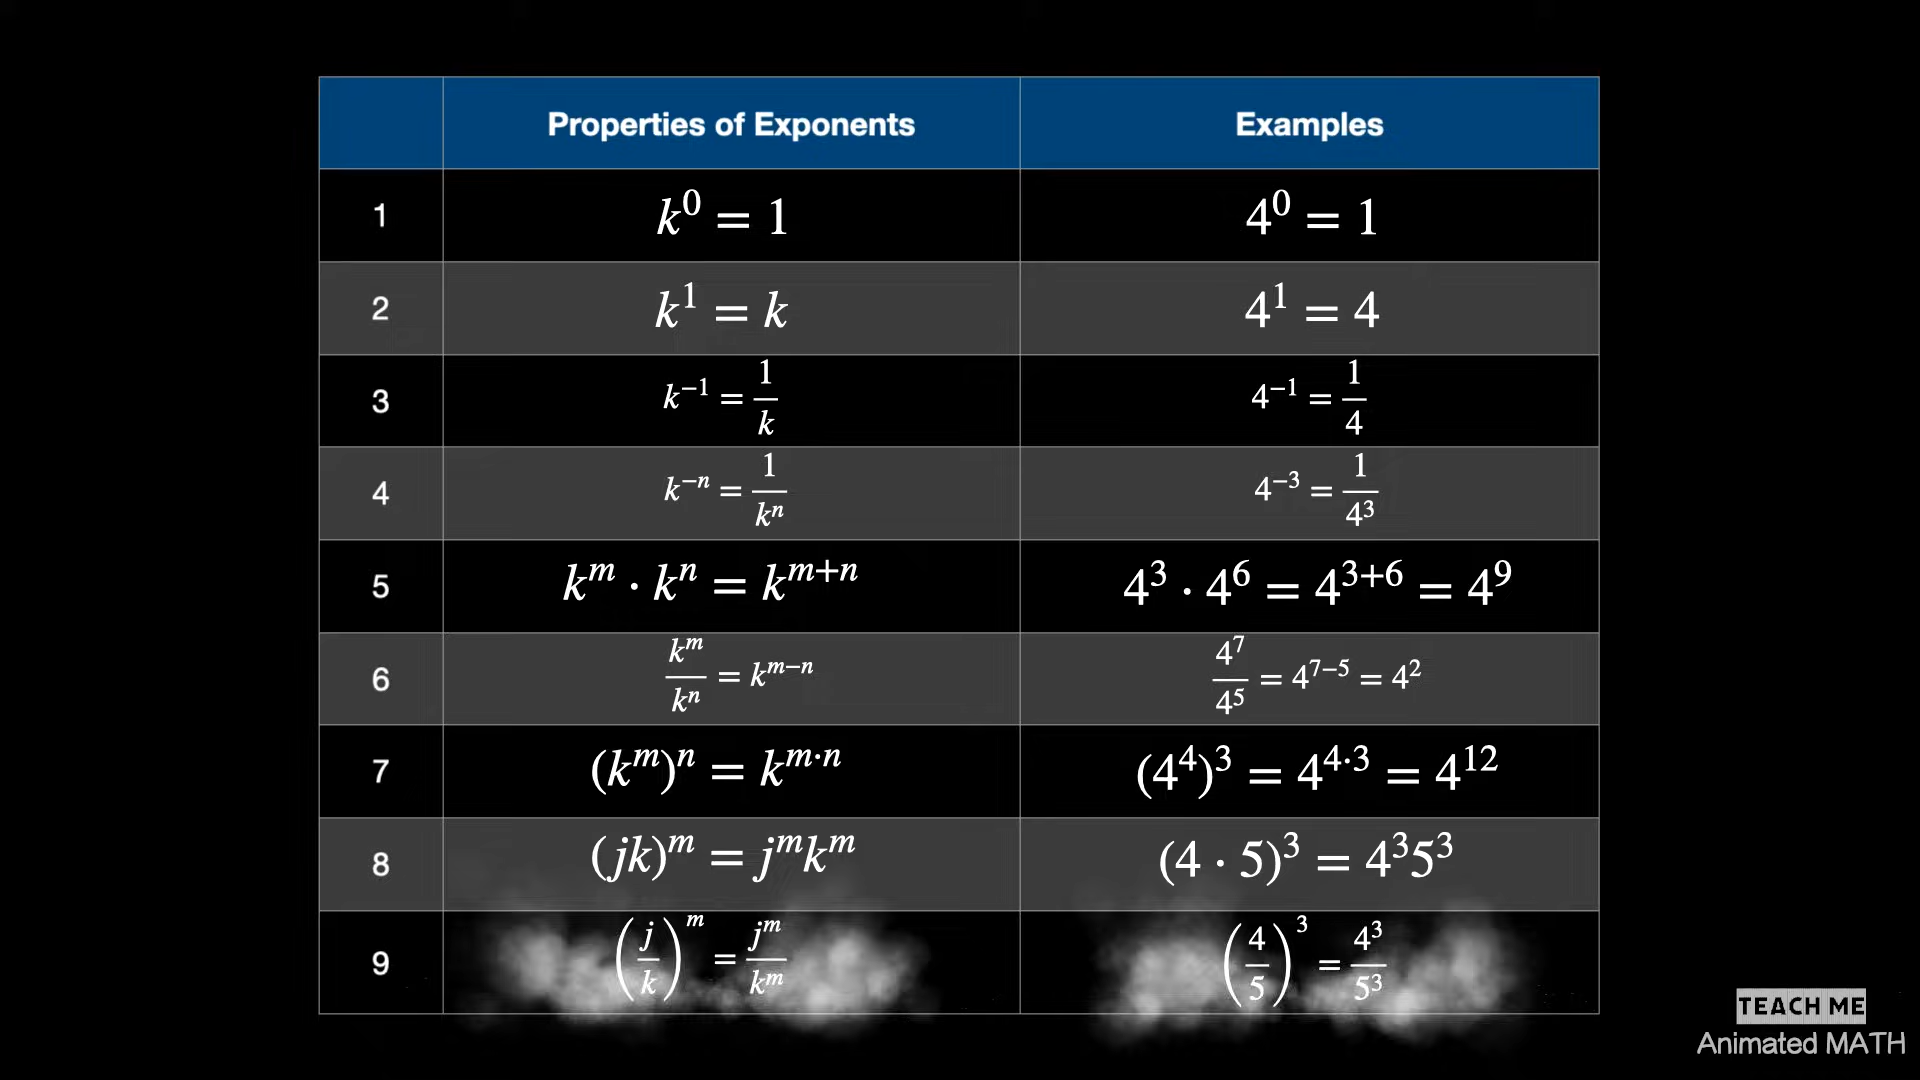 Properties of Exponents Examples
1 k⁰ = 1 4⁰ = 1
2 k¹ = k 4¹ = 4
3 k⁻¹ = 1/k 4⁻¹ = 1/4
4 k⁻ⁿ = 1/kⁿ 4⁻³ = 1/4³
5 kᵐ · kⁿ = kᵐ⁺ⁿ 4³ · 4⁶ = 4³⁺⁶ = 4⁹
6 kᵐ/kⁿ = kᵐ⁻ⁿ 4⁷/4⁵ = 4⁷⁻⁵ = 4²
7 (kᵐ)ⁿ = kᵐ·ⁿ (4⁴)³ = 4⁴·³ = 4¹²
8 (jk)ᵐ = jᵐkᵐ (4 · 5)³ = 4³5³
9 (j/k)ᵐ = jᵐ/kᵐ (4/5)³ = 4³/5³
TEACH ME
Animated MATH